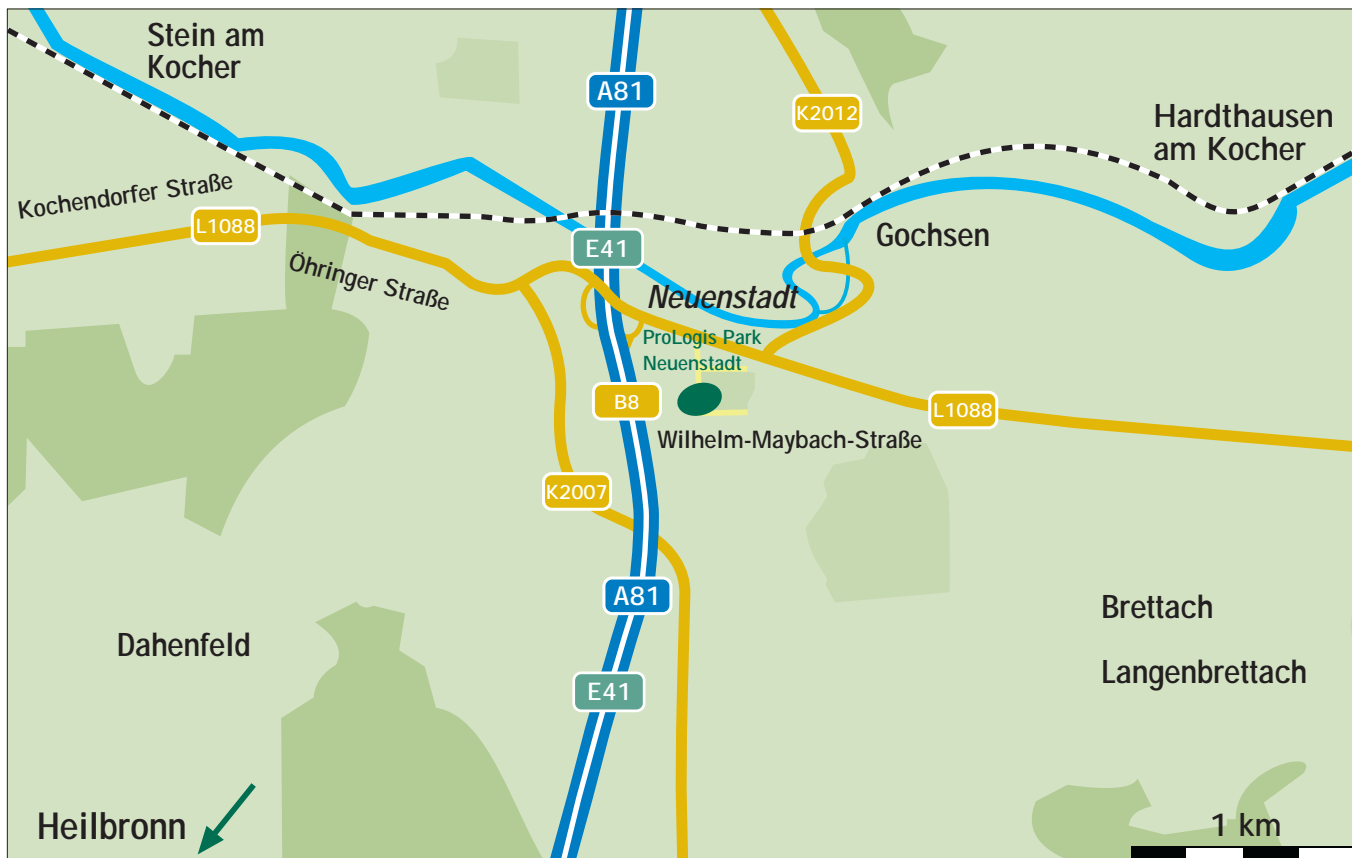 Stein am
Kocher
A81
K2012
Hardthausen
am Kocher
Kochendorfer Straße
L1088
E41
Gochsen
Öhringer Straße
Neuenstadt
ProLogis Park
Neuenstadt
B8
L1088
Wilhelm-Maybach-Straße
K2007
A81
Brettach
Dahenfeld
Langenbrettach
E41
Heilbronn
1 km